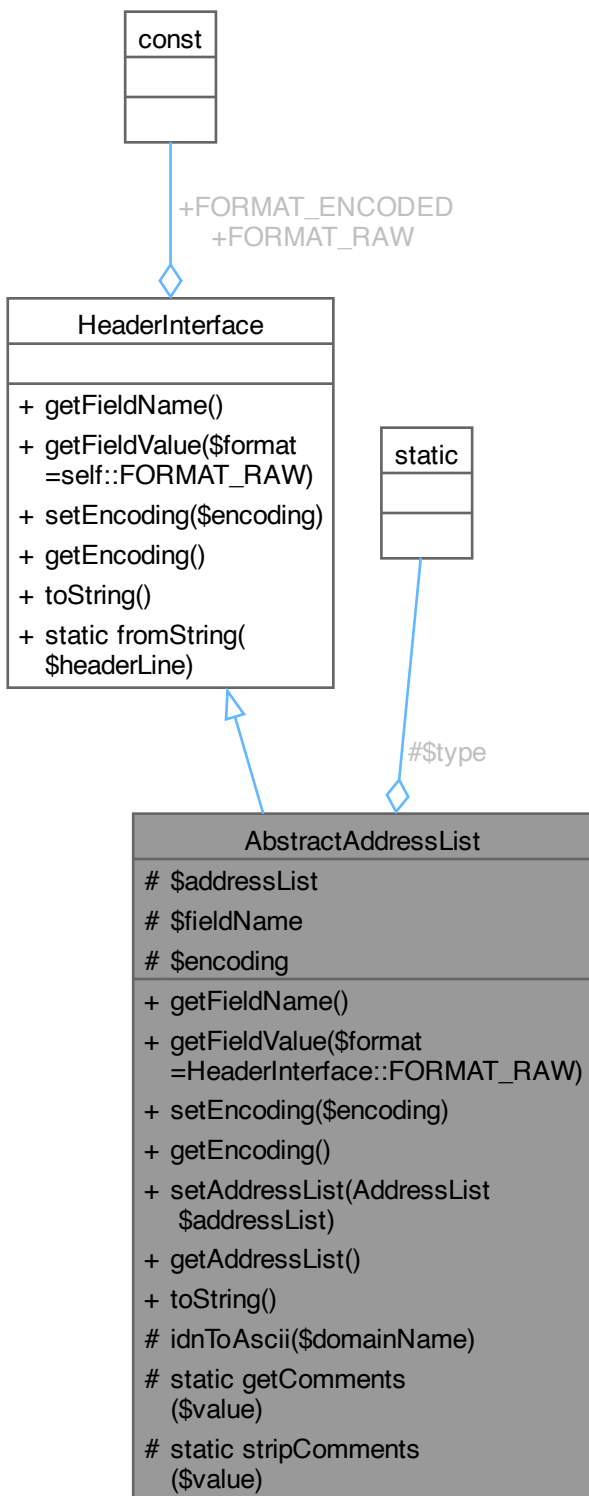 const
+FORMAT_ENCODED
+FORMAT_RAW
HeaderInterface
+ getFieldName()
+ getFieldValue($format
=self::FORMAT_RAW)
+ setEncoding($encoding)
+ getEncoding()
+ toString()
+ static fromString(
$headerLine)
static
#$type
AbstractAddressList
# $addressList
# $fieldName
# $encoding
+ getFieldName()
+ getFieldValue($format
=HeaderInterface::FORMAT_RAW)
+ setEncoding($encoding)
+ getEncoding()
+ setAddressList(AddressList
$addressList)
+ getAddressList()
+ toString()
# idnToAscii($domainName)
# static getComments
($value)
# static stripComments
($value)